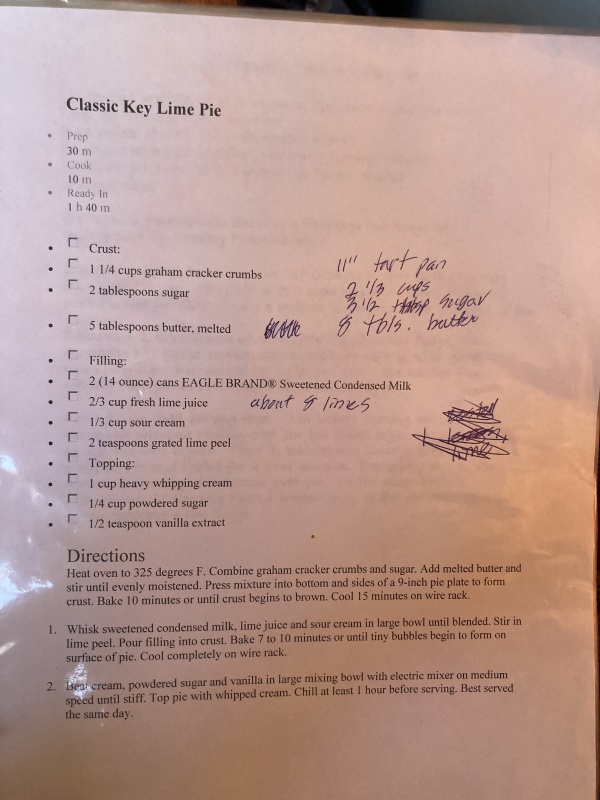 Classic Key Lime Pie
• Prep
30 m
• Cook
10 m
• Ready In
1 h 40 m
• Crust:
• 1 1/4 cups graham cracker crumbs
11" tart pan
2 1/3 cups
• 2 tablespoons sugar
3 1/2 tbsp sugar
• 5 tablespoons butter, melted
8 tbls. butter
• Filling:
• 2 (14 ounce) cans EAGLE BRAND® Sweetened Condensed Milk
• 2/3 cup fresh lime juice about 8 limes
• 1/3 cup sour cream
• 2 teaspoons grated lime peel
• Topping:
• 1 cup heavy whipping cream
• 1/4 cup powdered sugar
• 1/2 teaspoon vanilla extract
Directions
Heat oven to 325 degrees F. Combine graham cracker crumbs and sugar. Add melted butter and
stir until evenly moistened. Press mixture into bottom and sides of a 9-inch pie plate to form
crust. Bake 10 minutes or until crust begins to brown. Cool 15 minutes on wire rack.
1. Whisk sweetened condensed milk, lime juice and sour cream in large bowl until blended. Stir in
lime peel. Pour filling into crust. Bake 7 to 10 minutes or until tiny bubbles begin to form on
surface of pie. Cool completely on wire rack.
2. Beat cream, powdered sugar and vanilla in large mixing bowl with electric mixer on medium
speed until stiff. Top pie with whipped cream. Chill at least 1 hour before serving. Best served
the same day.